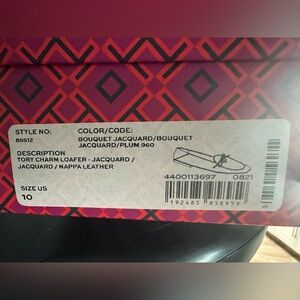 STYLE NO:
85512
COLOR/CODE:
BOUQUET JACQUARD/BOUQUET
JACQUARD/PLUM 960
DESCRIPTION
TORY CHARM LOAFER - JACQUARD /
JACQUARD / NAPPA LEATHER
SIZE US
10
4400113697 0821
192485 958959